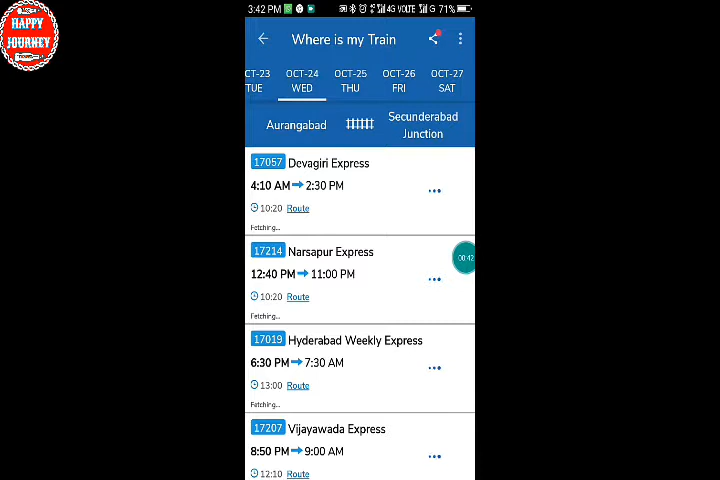 HAPPY
JOURNEY
3:42 PM 4G VOLTE G 71%
Where is my Train
OCT-23 OCT-24 OCT-25 OCT-26 OCT-27
TUE WED THU FRI SAT
Aurangabad Secunderabad
Junction
17057 Devagiri Express
4:10 AM 2:30 PM
10:20 Route
Fetching...
17214 Narsapur Express
12:40 PM 11:00 PM
10:20 Route
Fetching...
00:42
17019 Hyderabad Weekly Express
6:30 PM 7:30 AM
13:00 Route
Fetching...
17207 Vijayawada Express
8:50 PM 9:00 AM
12:10 Route